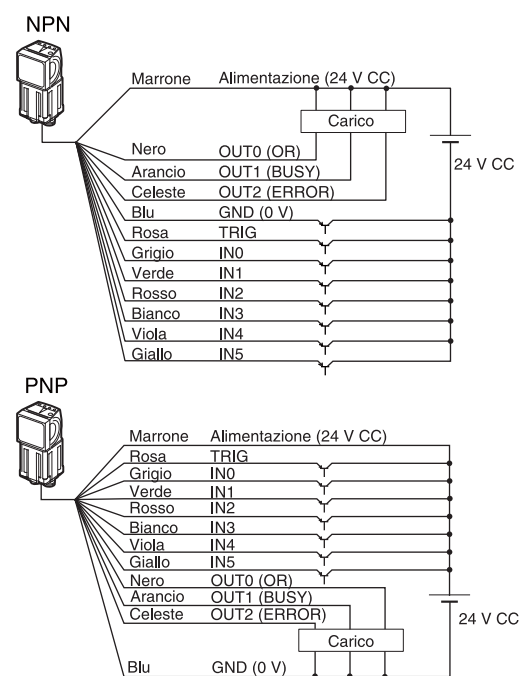 NPN
Marrone Alimentazione (24 V CC)
Carico
24 V CC
Nero OUT0 (OR)
Arancio OUT1 (BUSY)
Celeste OUT2 (ERROR)
Blu GND (0 V)
Rosa TRIG
Grigio IN0
Verde IN1
Rosso IN2
Bianco IN3
Viola IN4
Giallo IN5
PNP
Marrone Alimentazione (24 V CC)
Rosa TRIG
Grigio IN0
Verde IN1
Rosso IN2
Bianco IN3
Viola IN4
Giallo IN5
Nero OUT0 (OR)
Arancio OUT1 (BUSY)
Celeste OUT2 (ERROR)
24 V CC
Carico
Blu GND (0 V)